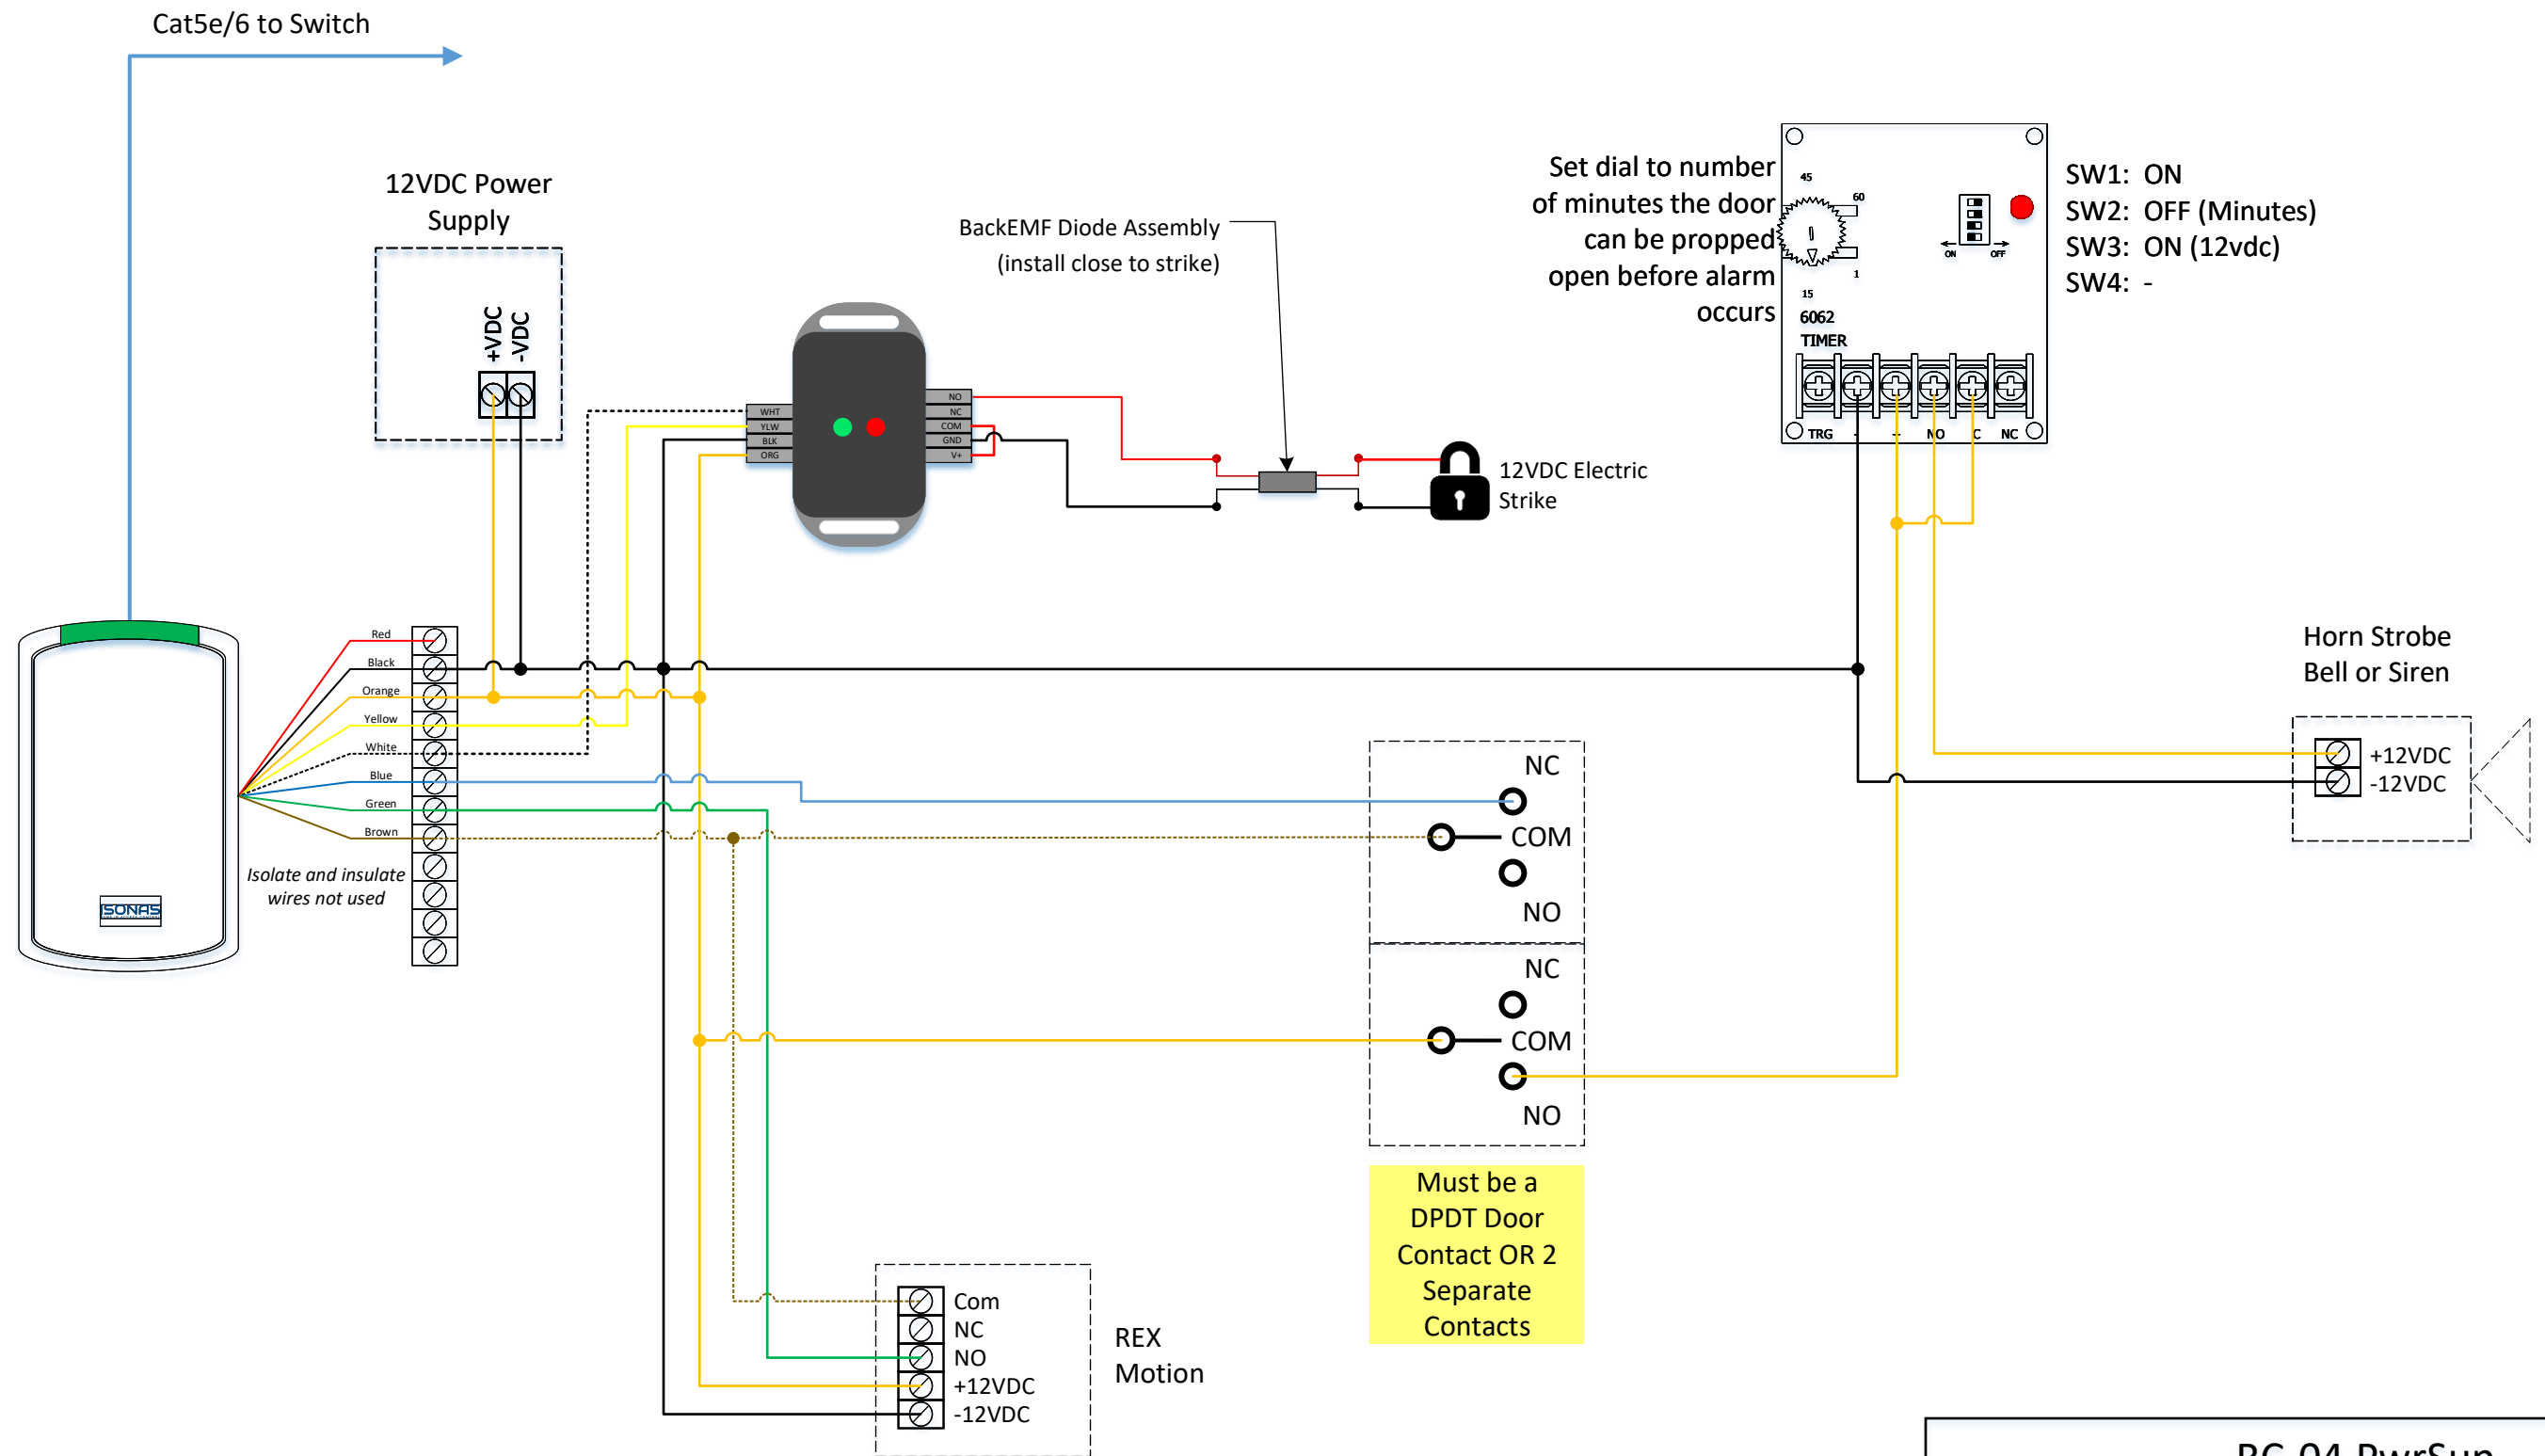 Cat5e/6 to Switch
12VDC Power
Supply
+VDC
-VDC
BackEMF Diode Assembly
(install close to strike)
WHT
YLW
BLK
ORG
NO
NC
COM
GND
V+
12VDC Electric
Strike
Set dial to number
of minutes the door
can be propped
open before alarm
occurs
45
60
1
15
6062
TIMER
ON
OFF
TRG
-
NO
C
NC
SW1: ON
SW2: OFF (Minutes)
SW3: ON (12vdc)
SW4: -
Red
Black
Orange
Yellow
White
Blue
Green
Brown
Isolate and insulate
wires not used
ISONAS
NC
COM
NO
NC
COM
NO
Must be a
DPDT Door
Contact OR 2
Separate
Contacts
Horn Strobe
Bell or Siren
+12VDC
-12VDC
Com
NC
NO
+12VDC
-12VDC
REX
Motion